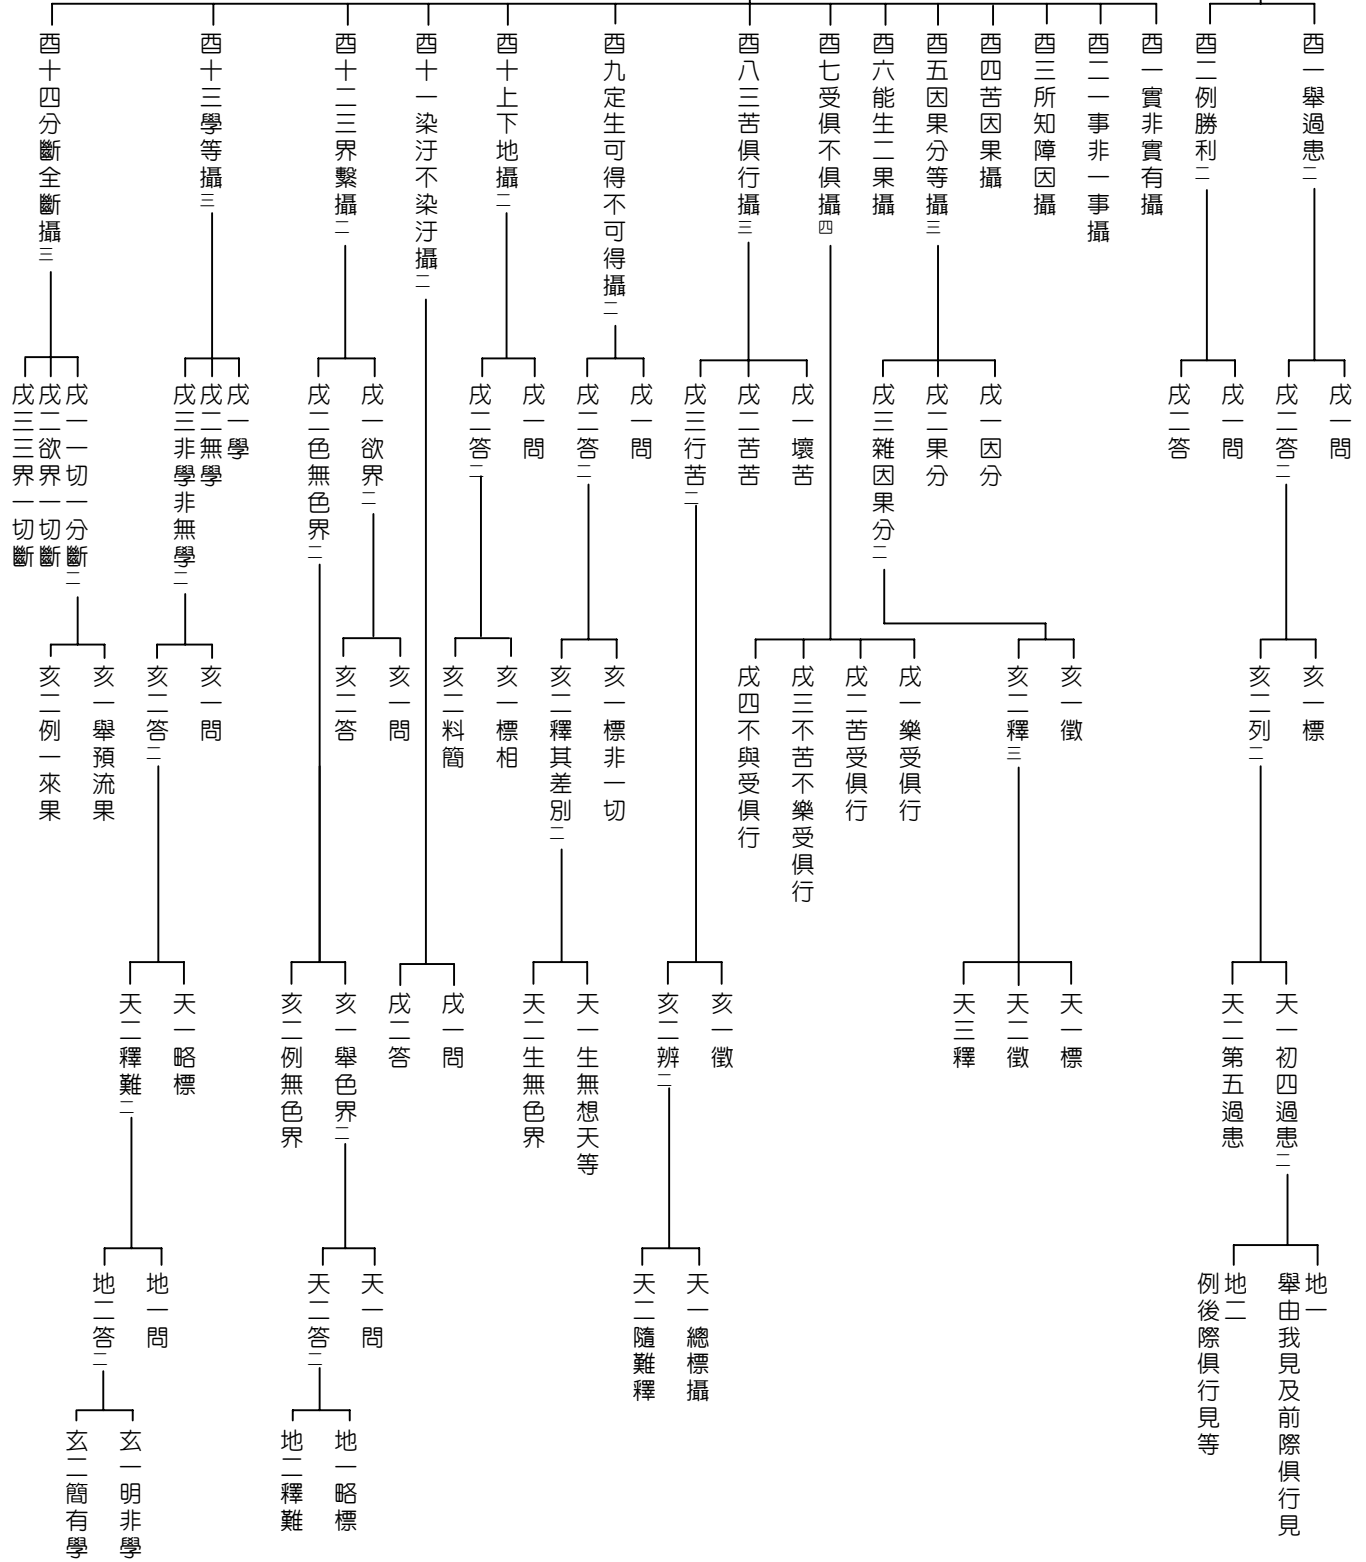 酉一舉過患二
酉二例勝利二
酉一實非實有攝
酉二一事非一事攝
酉三所知障因攝
酉四苦因果攝
酉五因果分等攝三
酉六能生二果攝
酉七受俱不俱攝四
酉八三苦俱行攝三
酉九定生可得不可得攝二
酉十上下地攝二
酉十一染汙不染汙攝二
酉十二三界繫攝二
酉十三學等攝三
酉十四分斷全斷攝三
戌一問
戌二答二
戌一問
戌二答
戌一因分
戌二果分
戌三雜因果分二
戌一壞苦
戌二苦苦
戌三行苦二
戌一問
戌二答二
戌一問
戌二答二
戌一欲界二
戌二色無色界二
戌一學
戌二無學
戌三非學非無學二
戌一一切一分斷二
戌二欲界一切斷
戌三三界一切斷
亥一標
亥二列二
亥一徵
亥二釋三
戌一樂受俱行
戌二苦受俱行
戌三不苦不樂受俱行
戌四不與受俱行
亥一標非一切
亥二釋其差別二
亥一標相
亥二料簡
亥一問
亥二答
亥一問
亥二答二
亥一舉預流果
亥二例一來果
天一初四過患二
天二第五過患
天一標
天二徵
天三釋
亥一徵
亥二辨二
天一生無想天等
天二生無色界
戌一問
戌二答
亥一舉色界二
亥二例無色界
天一略標
天二釋難二
地一
舉由我見及前際俱行見
地二
例後際俱行見等
天一總標攝
天二隨難釋
天一問
天二答二
地一問
地二答二
地一略標
地二釋難
玄一明非學
玄二簡有學